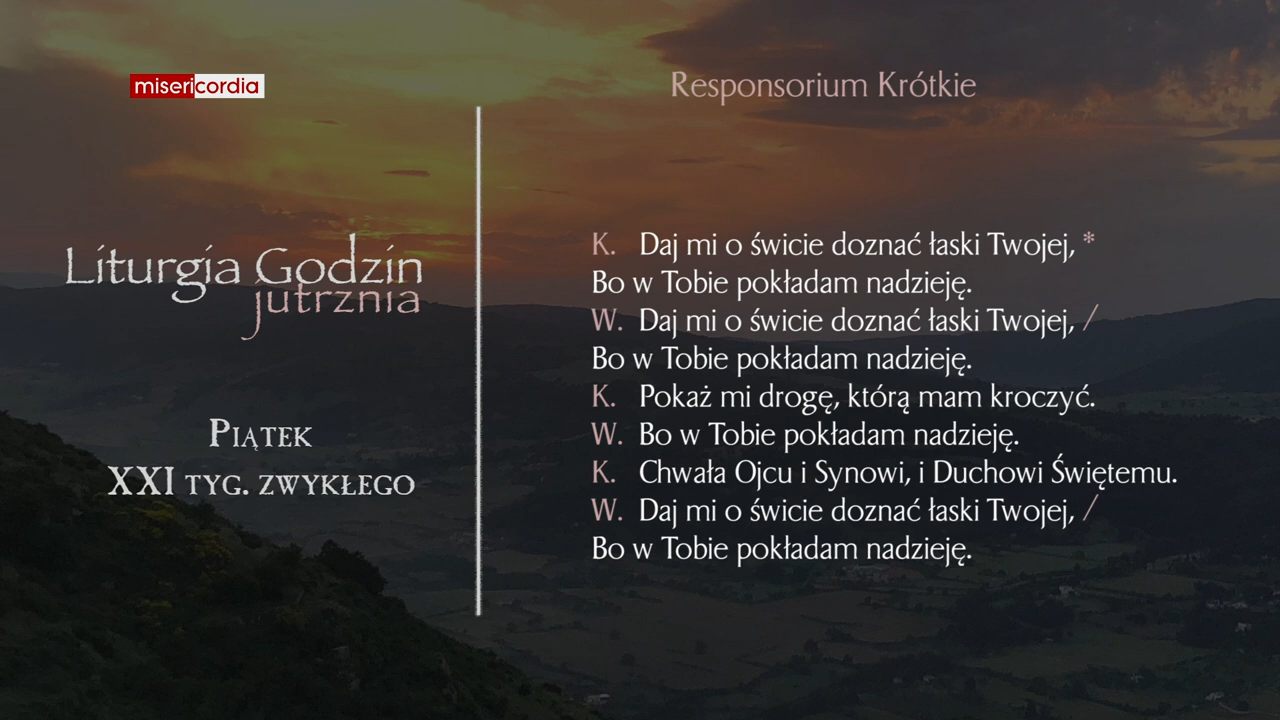 misericordia
Liturgia Godzin
jutrznia
Piątek
XXI tyg. zwykłego
Responsorium Krótkie
K. Daj mi o świcie doznać łaski Twojej, *
Bo w Tobie pokładam nadzieję.
W. Daj mi o świcie doznać łaski Twojej, /
Bo w Tobie pokładam nadzieję.
K. Pokaż mi drogę, którą mam kroczyć.
W. Bo w Tobie pokładam nadzieję.
K. Chwała Ojcu i Synowi, i Duchowi Świętemu.
W. Daj mi o świcie doznać łaski Twojej, /
Bo w Tobie pokładam nadzieję.